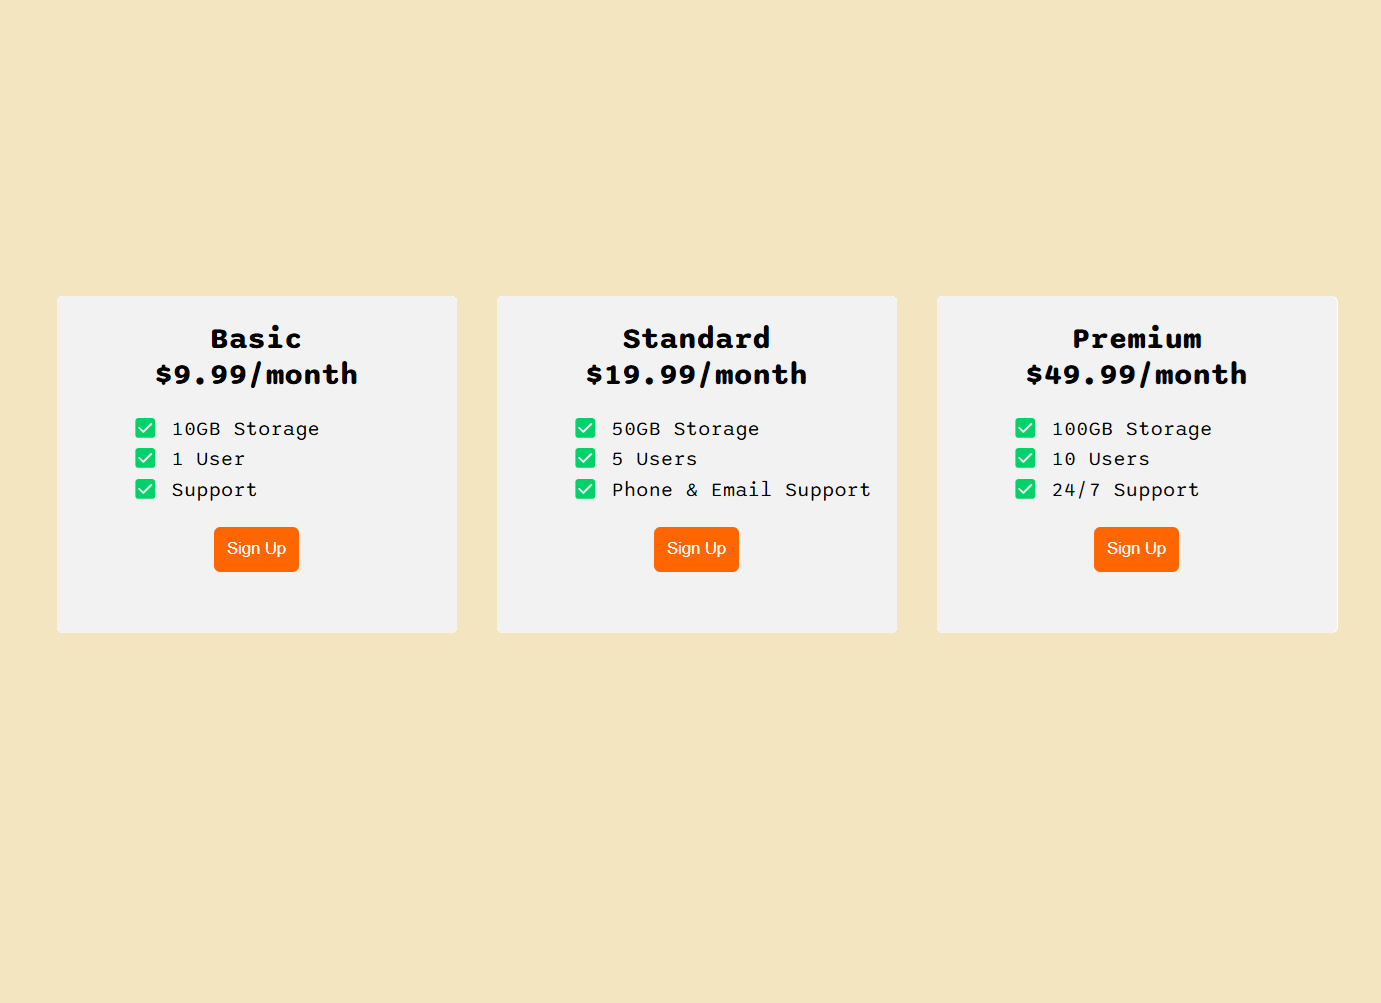 Basic
$9.99/month
10GB Storage
1 User
Support
Sign Up
Standard
$19.99/month
50GB Storage
5 Users
Phone & Email Support
Sign Up
Premium
$49.99/month
100GB Storage
10 Users
24/7 Support
Sign Up